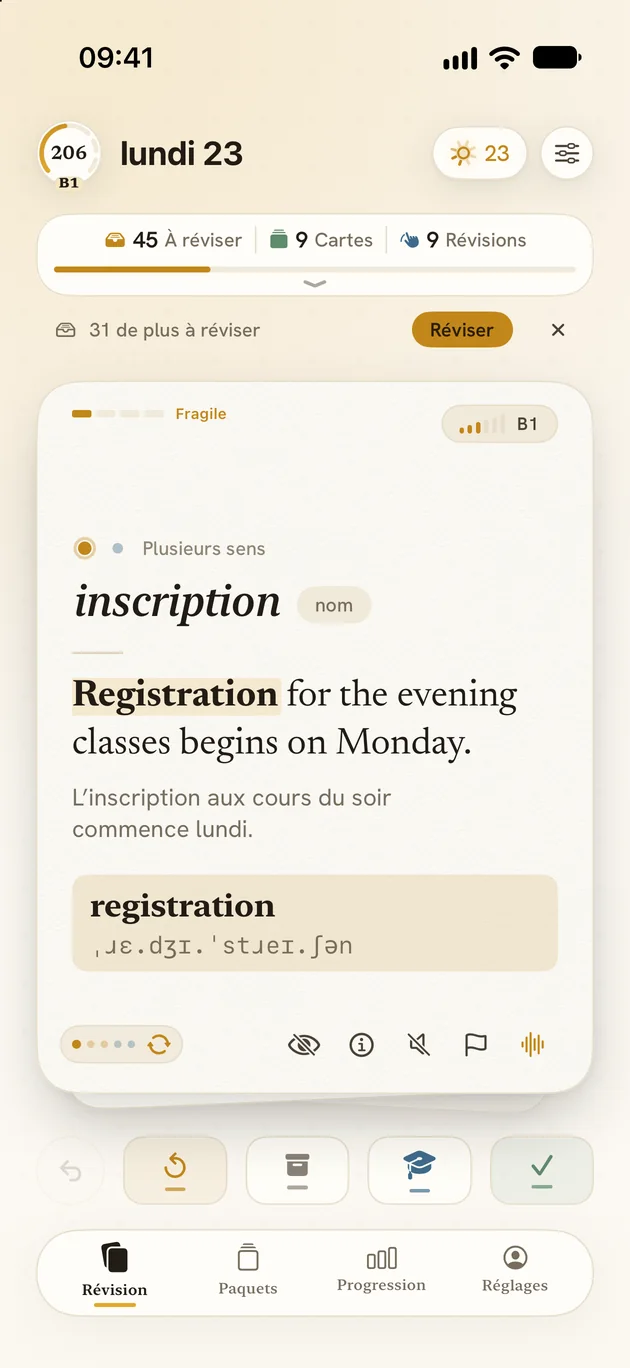 09:41
206
B1
lundi 23
23
45 À réviser
9 Cartes
9 Révisions
31 de plus à réviser
Réviser
Fragile
B1
Plusieurs sens
inscription
nom
Registration for the evening
classes begins on Monday.
L’inscription aux cours du soir
commence lundi.
registration
ˌɹɛ.dʒɪ.ˈstɹeɪ.ʃən
Révision
Paquets
Progression
Réglages